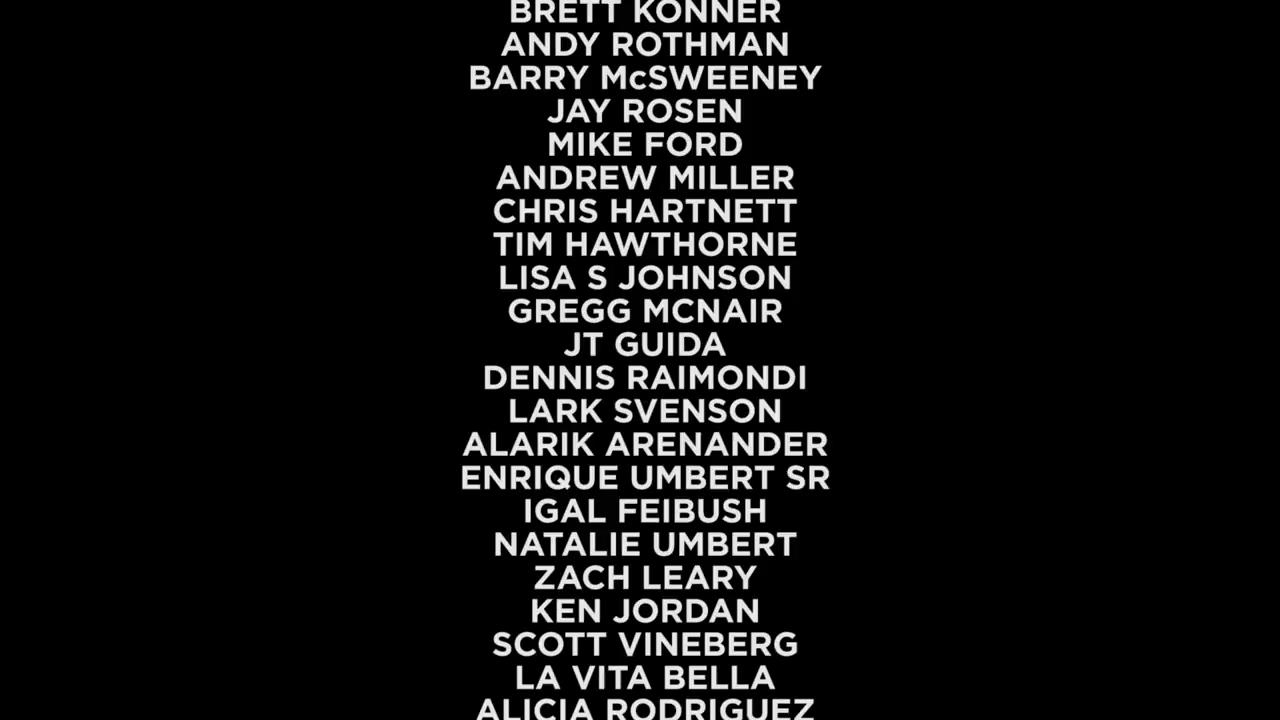 BRETT KONNER
ANDY ROTHMAN
BARRY McSWEENEY
JAY ROSEN
MIKE FORD
ANDREW MILLER
CHRIS HARTNETT
TIM HAWTHORNE
LISA S JOHNSON
GREGG MCNAIR
JT GUIDA
DENNIS RAIMONDI
LARK SVENSON
ALARIK ARENANDER
ENRIQUE UMBERT SR
IGAL FEIBUSH
NATALIE UMBERT
ZACH LEARY
KEN JORDAN
SCOTT VINEBERG
LA VITA BELLA
ALICIA RODRIGUEZ